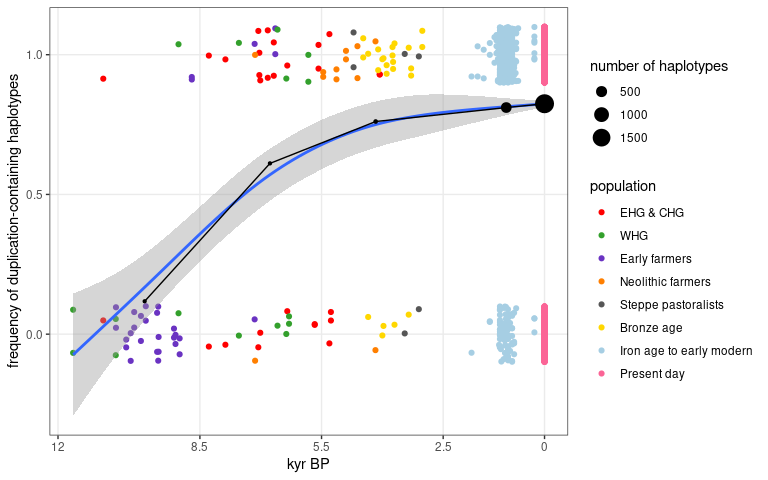 frequency of duplication-containing haplotypes
1.0
0.5
0.0
12 8.5 5.5 2.5 0
kyr BP
number of haplotypes
500
1000
1500
population
EHG & CHG
WHG
Early farmers
Neolithic farmers
Steppe pastoralists
Bronze age
Iron age to early modern
Present day